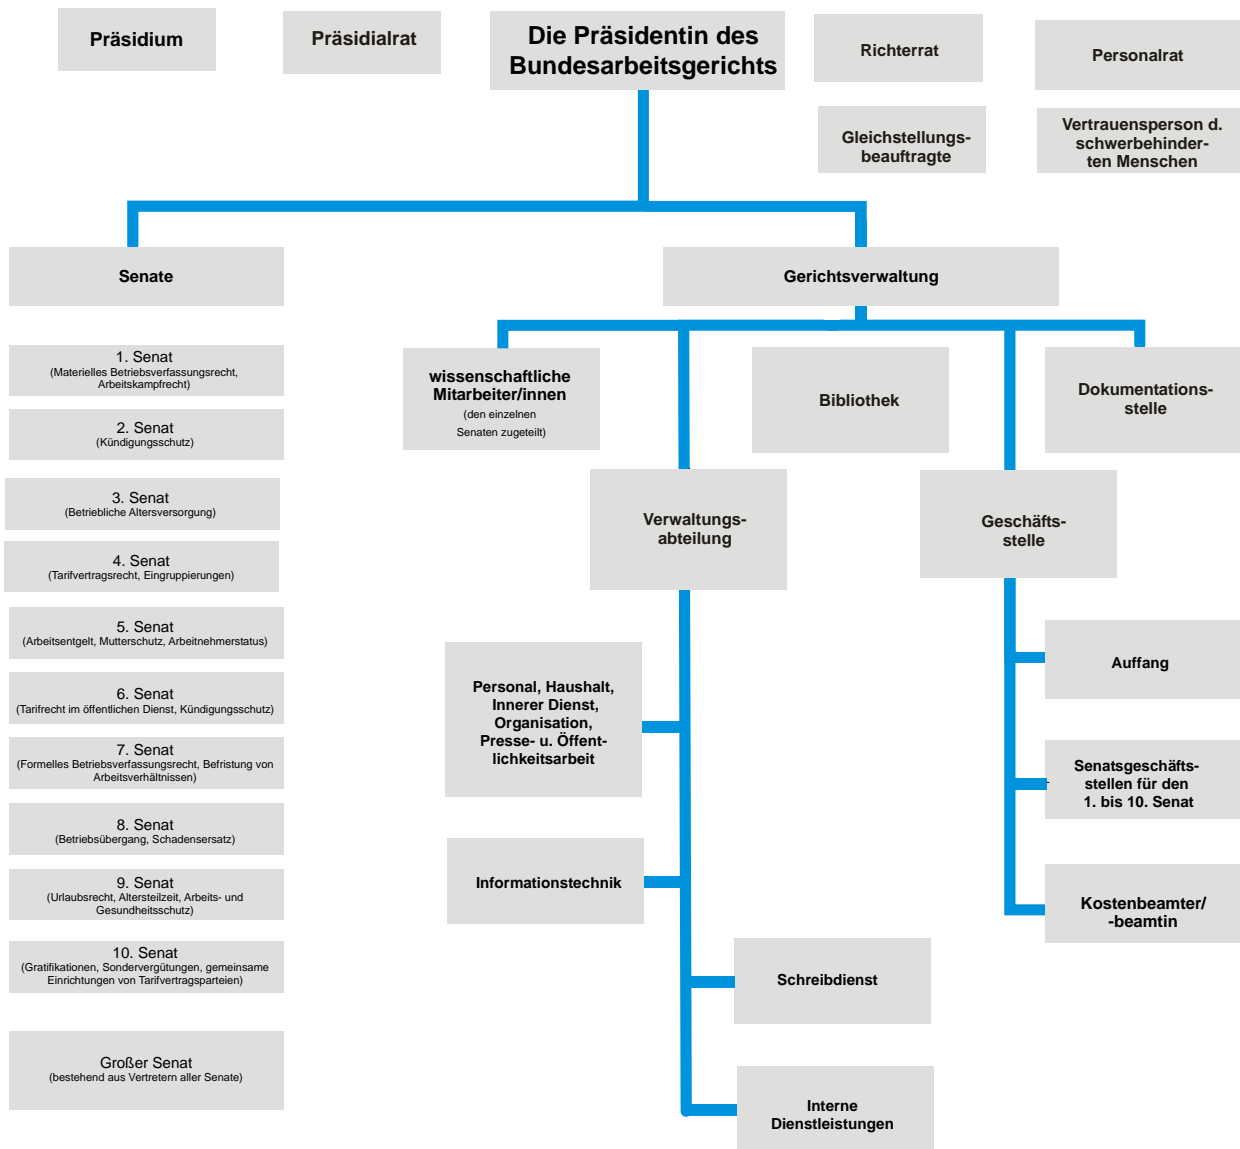 Präsidium
Präsidialrat
Die Präsidentin des
Bundesarbeitsgerichts
Richterrat
Personalrat
Gleichstellungs-
beauftragte
Vertrauensperson d.
schwerbehinder-
ten Menschen
Senate
Gerichtsverwaltung
1. Senat
(Materielles Betriebsverfassungsrecht,
Arbeitskampfrecht)
2. Senat
(Kündigungsschutz)
3. Senat
(Betriebliche Altersversorgung)
4. Senat
(Tarifvertragsrecht, Eingruppierungen)
5. Senat
(Arbeitsentgelt, Mutterschutz, Arbeitnehmerstatus)
6. Senat
(Tarifrecht im öffentlichen Dienst, Kündigungsschutz)
7. Senat
(Formelles Betriebsverfassungsrecht, Befristung von
Arbeitsverhältnissen)
8. Senat
(Betriebsübergang, Schadensersatz)
9. Senat
(Urlaubsrecht, Altersteilzeit, Arbeits- und
Gesundheitsschutz)
10. Senat
(Gratifikationen, Sondervergütungen, gemeinsame
Einrichtungen von Tarifvertragsparteien)
Großer Senat
(bestehend aus Vertretern aller Senate)
wissenschaftliche
Mitarbeiter/innen
(den einzelnen
Senaten zugeteilt)
Bibliothek
Dokumentations-
stelle
Verwaltungs-
abteilung
Geschäfts-
stelle
Personal, Haushalt,
Innerer Dienst,
Organisation,
Presse- u. Öffent-
lichkeitsarbeit
Informationstechnik
Schreibdienst
Interne
Dienstleistungen
Auffang
Senatsgeschäfts-
stellen für den
1. bis 10. Senat
Kostenbeamter/
-beamtin